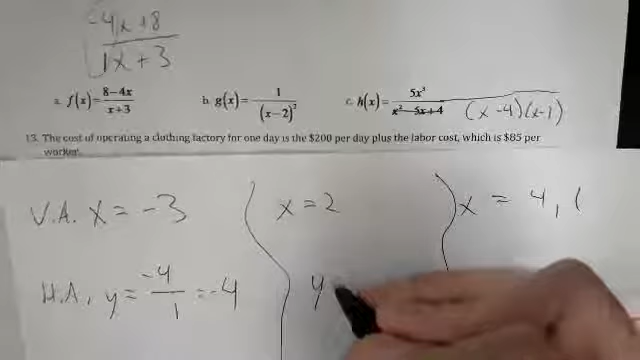 -4x+8
1x+3
a. f(x)= 8-4x / x+3 b. g(x)= 1 / (x-2)² c. h(x)= 5x³ / x²-5x+4 (x-4)(x-1)
13. The cost of operating a clothing factory for one day is the $200 per day plus the labor cost, which is $85 per
worker.
V.A. x = -3 x = 2 x = 4, 1
H.A. y = -4/1 = -4 y